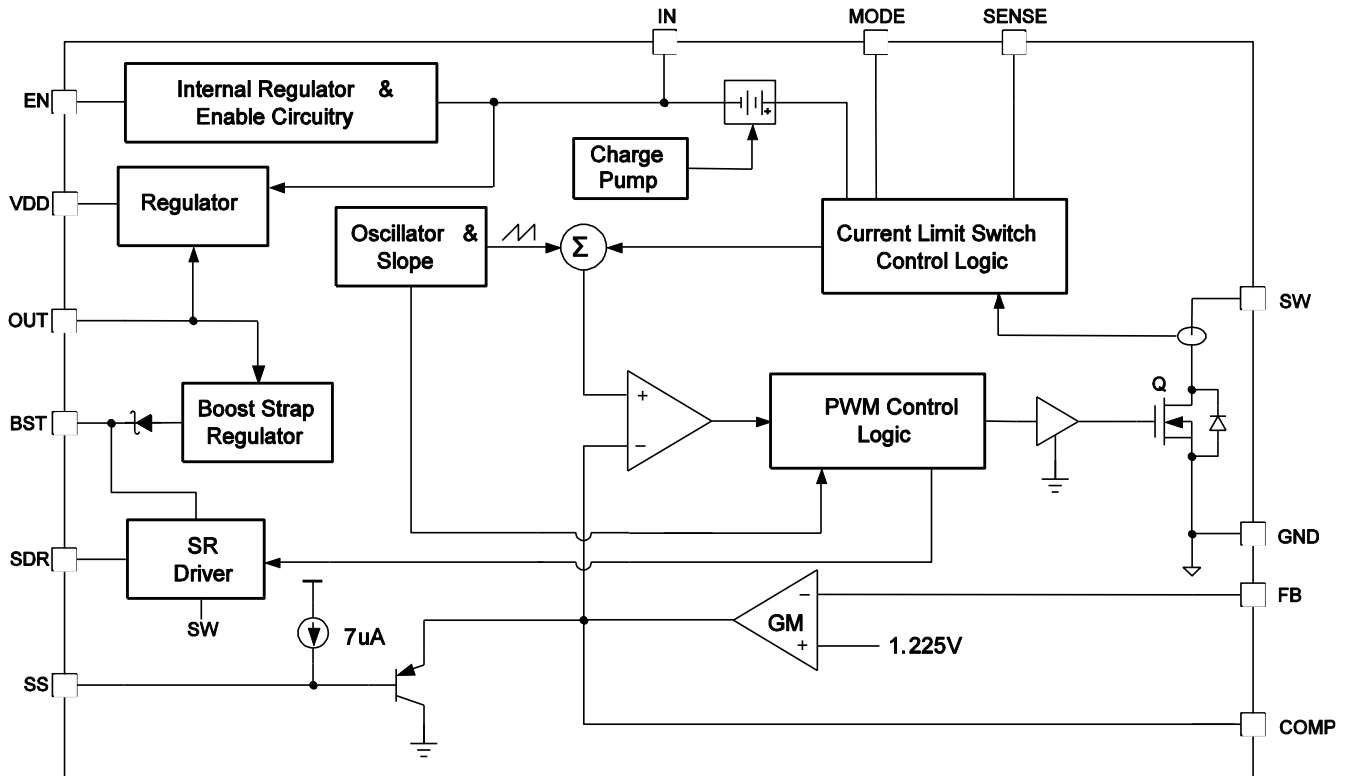 IN
MODE
SENSE
EN
Internal Regulator &
Enable Circuitry
Charge
Pump
VDD
Regulator
Oscillator &
Slope
Σ
Current Limit Switch
Control Logic
OUT
SW
BST
Boost Strap
Regulator
+
−
PWM Control
Logic
Q
SDR
SR
Driver
SW
GND
FB
7uA
GM
−
+
1.225V
SS
COMP